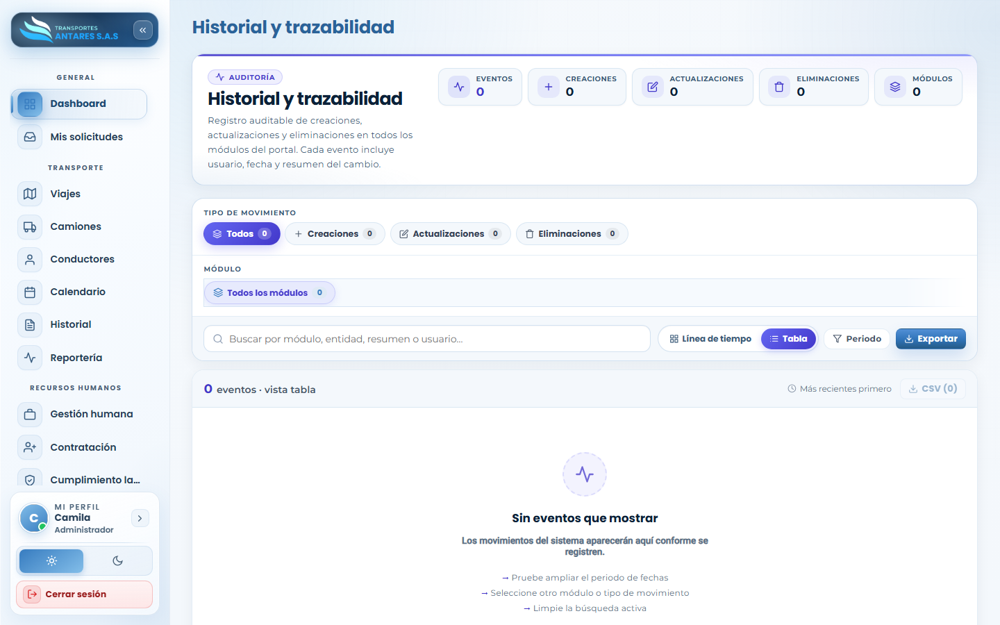 TRANSPORTES
ANTARES S.A.S
GENERAL
Dashboard
Mis solicitudes
TRANSPORTE
Viajes
Camiones
Conductores
Calendario
Historial
Reportería
RECURSOS HUMANOS
Gestión humana
Contratación
Cumplimiento la...
MI PERFIL
C
Camila
Administrador
Cerrar sesión
Historial y trazabilidad
AUDITORÍA
Historial y trazabilidad
Registro auditable de creaciones,
actualizaciones y eliminaciones en todos los
módulos del portal. Cada evento incluye
usuario, fecha y resumen del cambio.
EVENTOS
0
CREACIONES
0
ACTUALIZACIONES
0
ELIMINACIONES
0
MÓDULOS
0
TIPO DE MOVIMIENTO
Todos 0
Creaciones 0
Actualizaciones 0
Eliminaciones 0
MÓDULO
Todos los módulos 0
Buscar por módulo, entidad, resumen o usuario...
Línea de tiempo
Tabla
Periodo
Exportar
0 eventos · vista tabla
Más recientes primero
CSV (0)
Sin eventos que mostrar
Los movimientos del sistema aparecerán aquí conforme se
registren.
→ Pruebe ampliar el periodo de fechas
→ Seleccione otro módulo o tipo de movimiento
→ Limpie la búsqueda activa